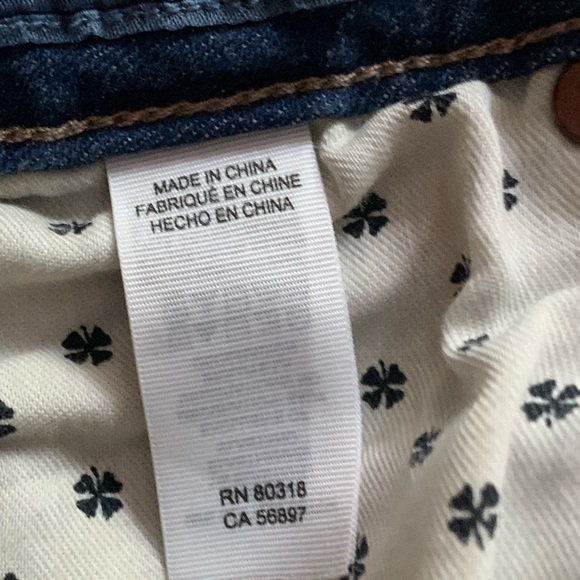 MADE IN CHINA
FABRIQUÉ EN CHINE
HECHO EN CHINA
RN 80318
CA 56897